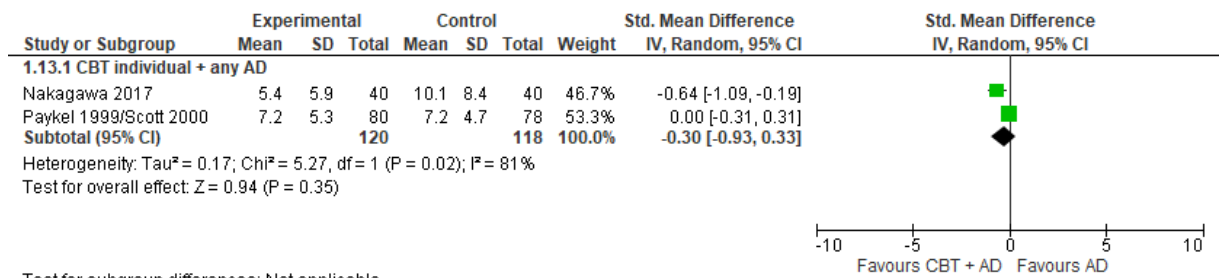 Experimental Control Std. Mean Difference Std. Mean Difference
Study or Subgroup Mean SD Total Mean SD Total Weight IV, Random, 95% CI IV, Random, 95% CI
1.13.1 CBT individual + any AD
Nakagawa 2017 5.4 5.9 40 10.1 8.4 40 46.7% -0.64 [-1.09, -0.19]
Paykel 1999/Scott 2000 7.2 5.3 80 7.2 4.7 78 53.3% 0.00 [-0.31, 0.31]
Subtotal (95% CI) 120 118 100.0% -0.30 [-0.93, 0.33]
Heterogeneity: Tau² = 0.17; Chi² = 5.27, df = 1 (P = 0.02); I² = 81%
Test for overall effect: Z = 0.94 (P = 0.35)
-10 -5 0 5 10
Favours CBT + AD Favours AD
Test for subgroup differences: Not applicable